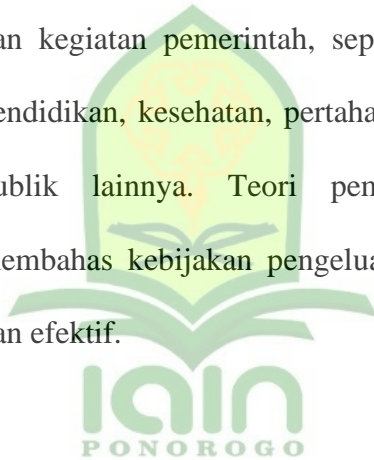 an kegiatan pemerintah, sep
endidikan, kesehatan, pertaha
ublik lainnya. Teori pen
embahas kebijakan pengelua
an efektif.
iain
PONOROGO